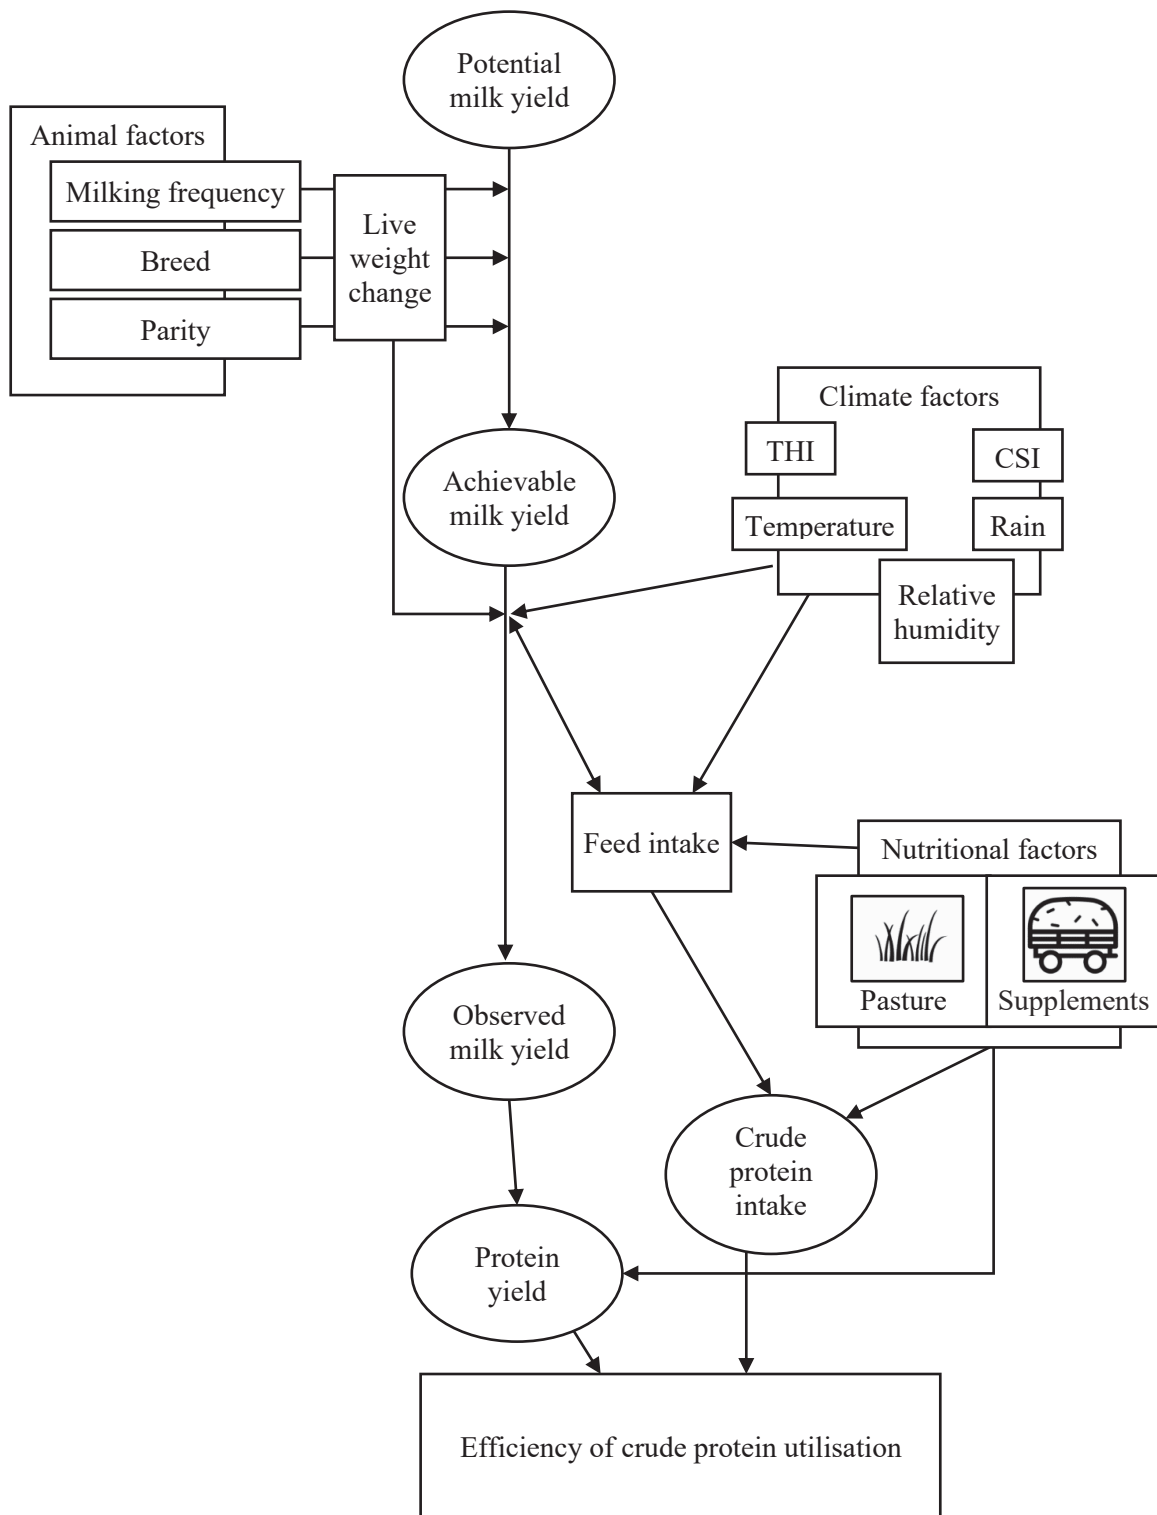 Potential
milk yield
Animal factors
Milking frequency
Breed
Parity
Live
weight
change
Achievable
milk yield
Climate factors
THI
CSI
Temperature
Rain
Relative
humidity
Feed intake
Nutritional factors
Pasture
Supplements
Observed
milk yield
Crude
protein
intake
Protein
yield
Efficiency of crude protein utilisation